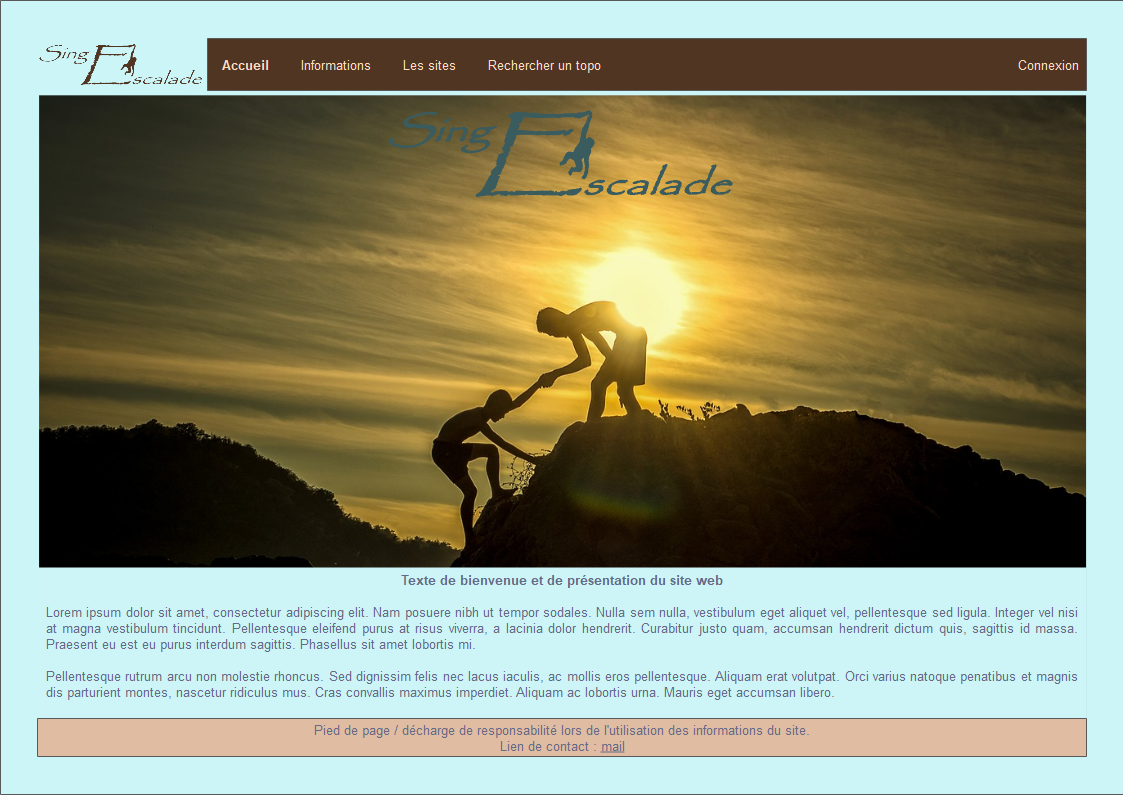 Sing Escalade
Accueil Informations Les sites Rechercher un topo Connexion
Sing Escalade
Texte de bienvenue et de présentation du site web
Lorem ipsum dolor sit amet, consectetur adipiscing elit. Nam posuere nibh ut tempor sodales. Nulla sem nulla, vestibulum eget aliquet vel, pellentesque sed ligula. Integer vel nisi
at magna vestibulum tincidunt. Pellentesque eleifend purus at risus viverra, a lacinia dolor hendrerit. Curabitur justo quam, accumsan hendrerit dictum quis, sagittis id massa.
Praesent eu est eu purus interdum sagittis. Phasellus sit amet lobortis mi.
Pellentesque rutrum arcu non molestie rhoncus. Sed dignissim felis nec lacus iaculis, ac mollis eros pellentesque. Aliquam erat volutpat. Orci varius natoque penatibus et magnis
dis parturient montes, nascetur ridiculus mus. Cras convallis maximus imperdiet. Aliquam ac lobortis urna. Mauris eget accumsan libero.
Pied de page / décharge de responsabilité lors de l'utilisation des informations du site.
Lien de contact : mail